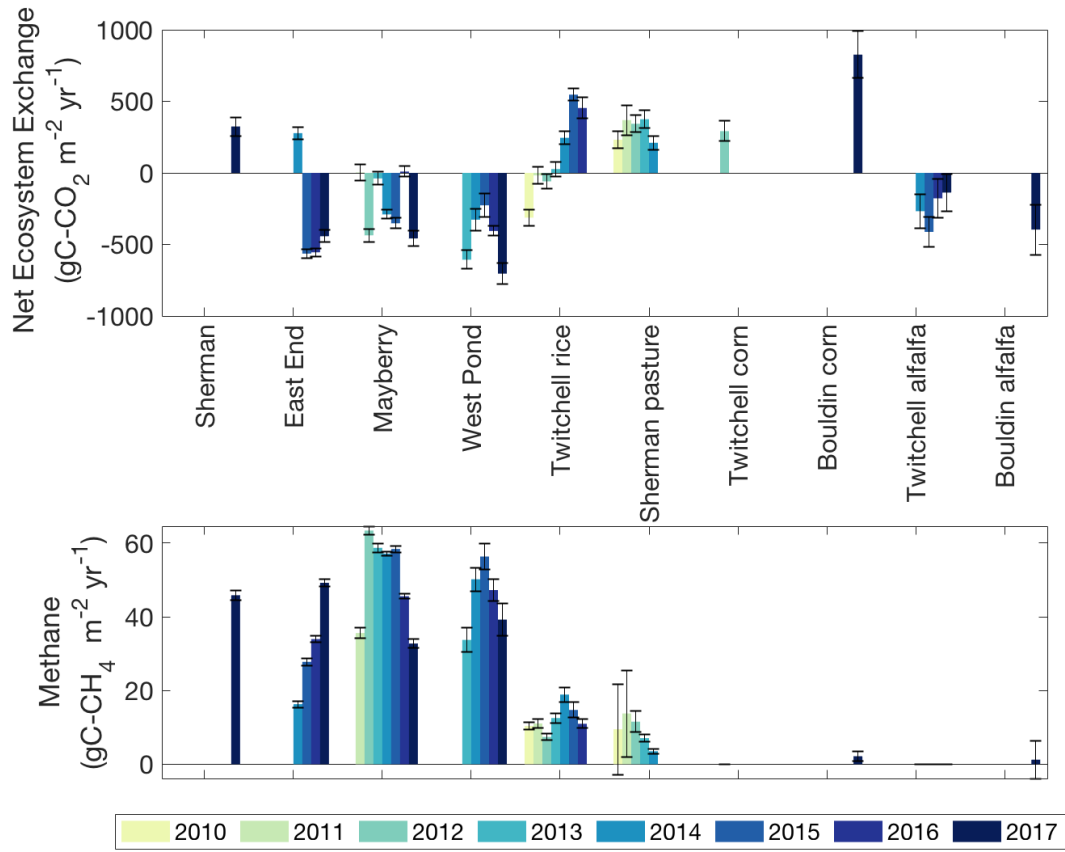 Net Ecosystem Exchange
(gC-CO₂ m⁻² yr⁻¹)
1000
500
0
-500
-1000
Sherman
East End
Mayberry
West Pond
Twitchell rice
Sherman pasture
Twitchell corn
Bouldin corn
Twitchell alfalfa
Bouldin alfalfa
Methane
(gC-CH₄ m⁻² yr⁻¹)
60
40
20
0
2010 2011 2012 2013 2014 2015 2016 2017